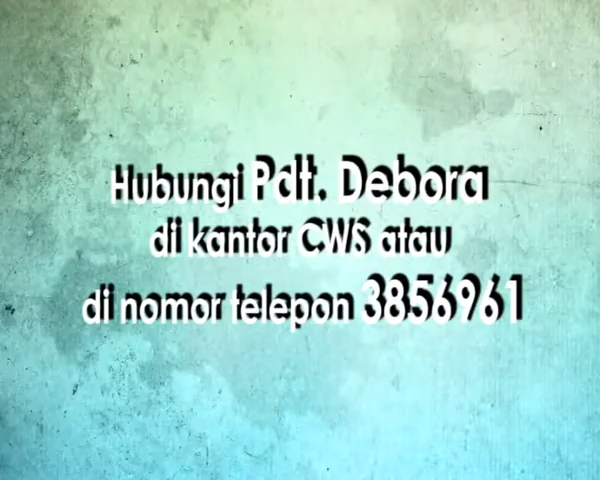 Hubungi Pdt. Debora
di kantor CWS atau
di nomor telepon 3856961